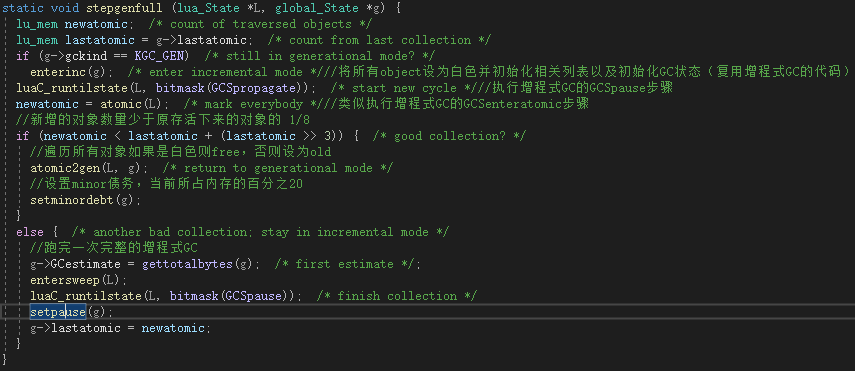 static void stepgenfull (lua_State *L, global_State *g) {
lu_mem newatomic;  /* count of traversed objects */
lu_mem lastatomic = g->lastatomic;  /* count from last collection */
if (g->gckind == KGC_GEN)  /* still in generational mode? */
enterinc(g);  /* enter incremental mode *///将所有object设为白色并初始化相关列表以及初始化GC状态（复用增程式GC的代码）
luaC_runtilstate(L, bitmask(GCSpropagate));  /* start new cycle *///执行增程式GC的GCSpause步骤
newatomic = atomic(L);  /* mark everybody *///类似执行增程式GC的GCSenteratomic步骤
//新增的对象数量少于原存活下来的对象的 1/8
if (newatomic < lastatomic + (lastatomic >> 3)) {  /* good collection? */
//遍历所有对象如果是白色则free，否则设为old
atomic2gen(L, g);  /* return to generational mode */
//设置minor债务，当前所占内存的百分之20
setminordebt(g);
}
else {  /* another bad collection; stay in incremental mode */
//跑完一次完整的增程式GC
g->GCestimate = gettotalbytes(g);  /* first estimate */;
entersweep(L);
luaC_runtilstate(L, bitmask(GCSpause));  /* finish collection */
setpause(g);
g->lastatomic = newatomic;
}
}